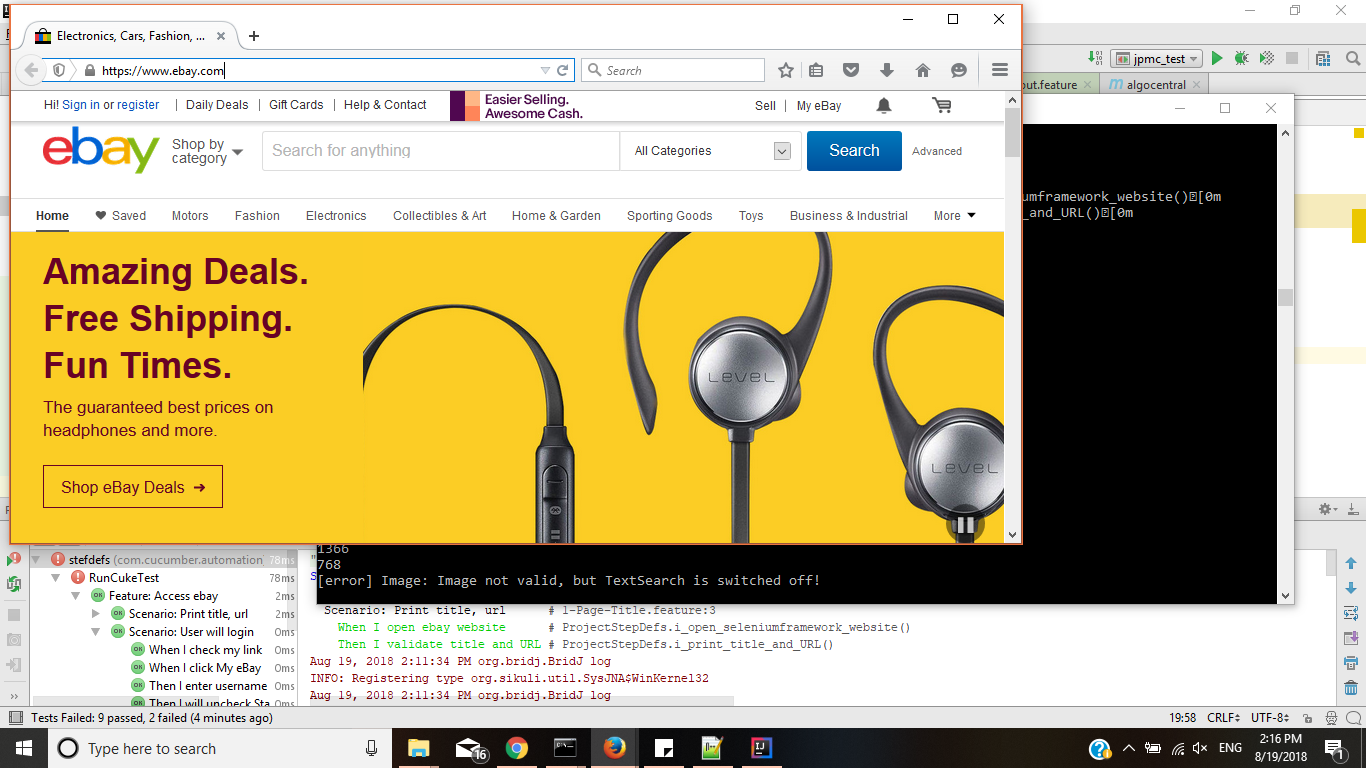 Electronics, Cars, Fashion, ...
https://www.ebay.com
Search
jpmc_test
out.feature
algocentral
Hi! Sign in or register
Daily Deals
Gift Cards
Help & Contact
Easier Selling.
Awesome Cash.
Sell
My eBay
ebay
Shop by
category
Search for anything
All Categories
Search
Advanced
Home
Saved
Motors
Fashion
Electronics
Collectibles & Art
Home & Garden
Sporting Goods
Toys
Business & Industrial
More
umframework_website()[0m
_and_URL()[0m
Amazing Deals.
Free Shipping.
Fun Times.
The guaranteed best prices on
headphones and more.
Shop eBay Deals ➔
LEVEL
LEVEL
1366
768
[error] Image: Image not valid, but TextSearch is switched off!
stefdefs (com.cucumber.automation 78ms
RunCukeTest 78ms
Feature: Access ebay 2ms
Scenario: Print title, url 2ms
Scenario: User will login 0ms
When I check my link 0ms
When I click My eBay 0ms
Then I enter username 0ms
Then I will uncheck Sta 0ms
Scenario: Print title, url # 1-Page-Title.feature:3
When I open ebay website # ProjectStepDefs.i_open_seleniumframework_website()
Then I validate title and URL # ProjectStepDefs.i_print_title_and_URL()
Aug 19, 2018 2:11:34 PM org.bridj.BridJ log
INFO: Registering type org.sikuli.util.SysJNA$WinKernel32
Aug 19, 2018 2:11:34 PM org.bridj.BridJ log
Tests Failed: 9 passed, 2 failed (4 minutes ago)
19:58 CRLF UTF-8
Type here to search
16
ENG
2:16 PM
8/19/2018
1